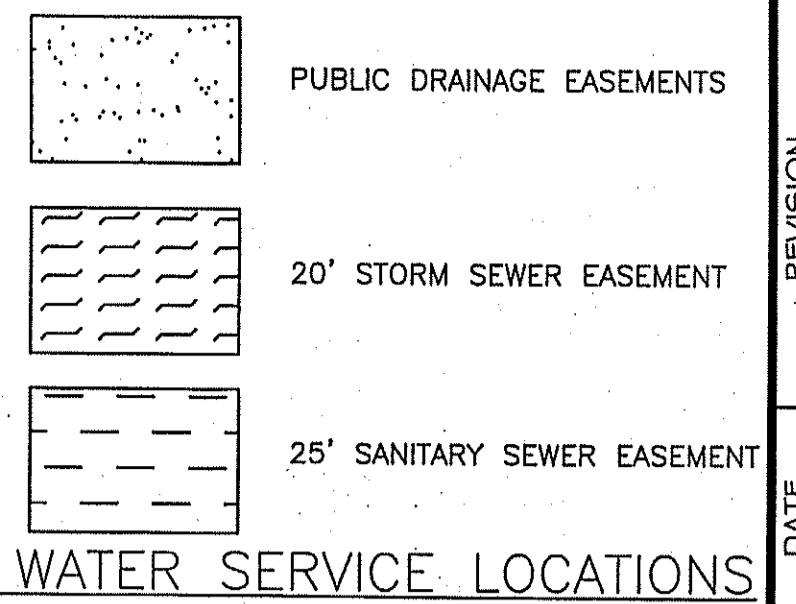 PUBLIC DRAINAGE EASEMENTS
20' STORM SEWER EASEMENT
25' SANITARY SEWER EASEMENT
WATER SERVICE LOCATIONS
REVISION
DATE